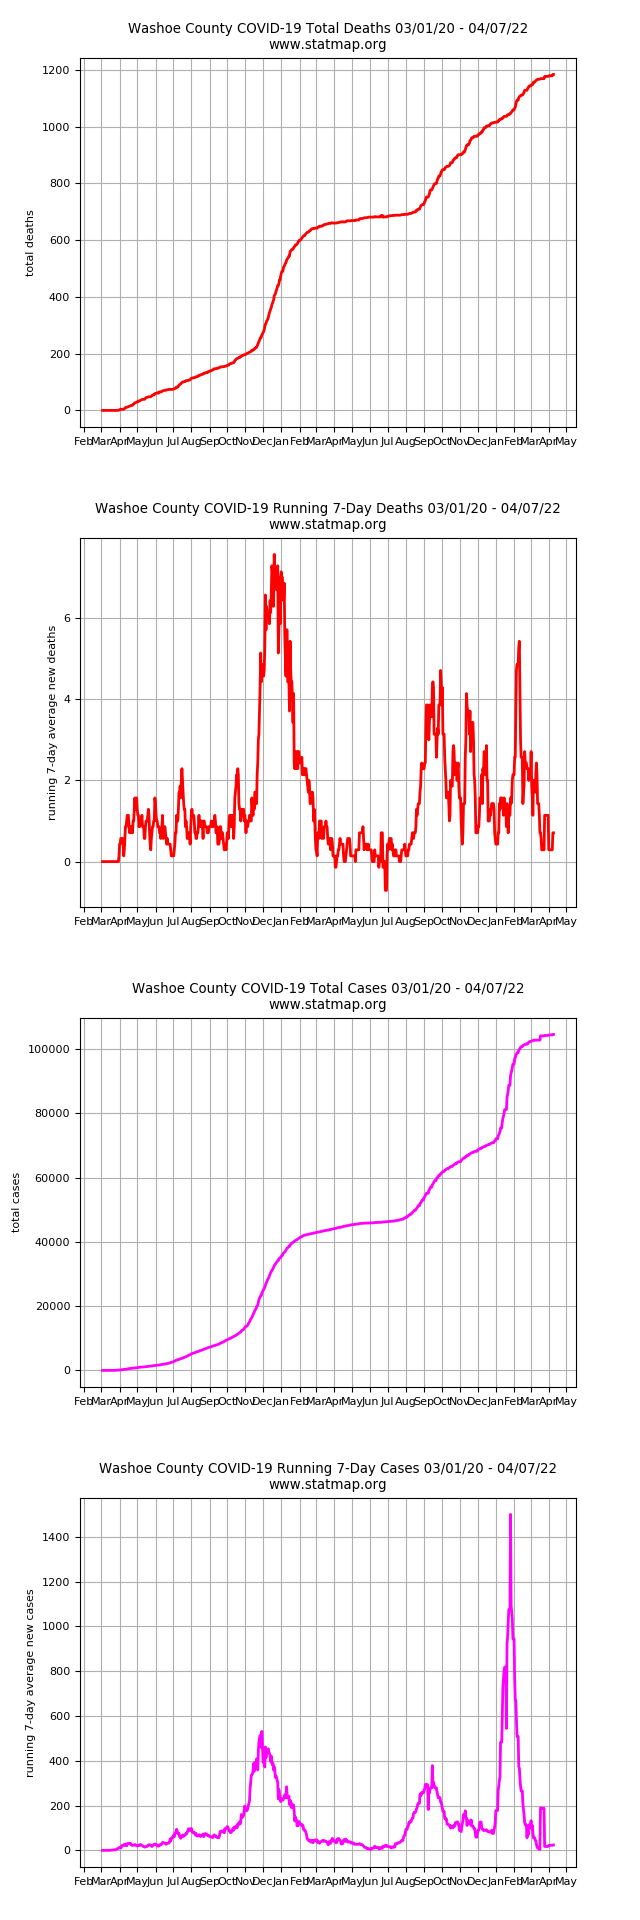 Washoe County COVID-19 Total Deaths 03/01/20 - 04/07/22
www.statmap.org
1200
1000
800
600
400
200
0
total deaths
Feb Mar Apr May Jun Jul Aug Sep Oct Nov Dec Jan Feb Mar Apr May Jun Jul Aug Sep Oct Nov Dec Jan Feb Mar Apr May
Washoe County COVID-19 Running 7-Day Deaths 03/01/20 - 04/07/22
www.statmap.org
6
4
2
0
running 7-day average new deaths
Feb Mar Apr May Jun Jul Aug Sep Oct Nov Dec Jan Feb Mar Apr May Jun Jul Aug Sep Oct Nov Dec Jan Feb Mar Apr May
Washoe County COVID-19 Total Cases 03/01/20 - 04/07/22
www.statmap.org
100000
80000
60000
40000
20000
0
total cases
Feb Mar Apr May Jun Jul Aug Sep Oct Nov Dec Jan Feb Mar Apr May Jun Jul Aug Sep Oct Nov Dec Jan Feb Mar Apr May
Washoe County COVID-19 Running 7-Day Cases 03/01/20 - 04/07/22
www.statmap.org
1400
1200
1000
800
600
400
200
0
running 7-day average new cases
Feb Mar Apr May Jun Jul Aug Sep Oct Nov Dec Jan Feb Mar Apr May Jun Jul Aug Sep Oct Nov Dec Jan Feb Mar Apr May